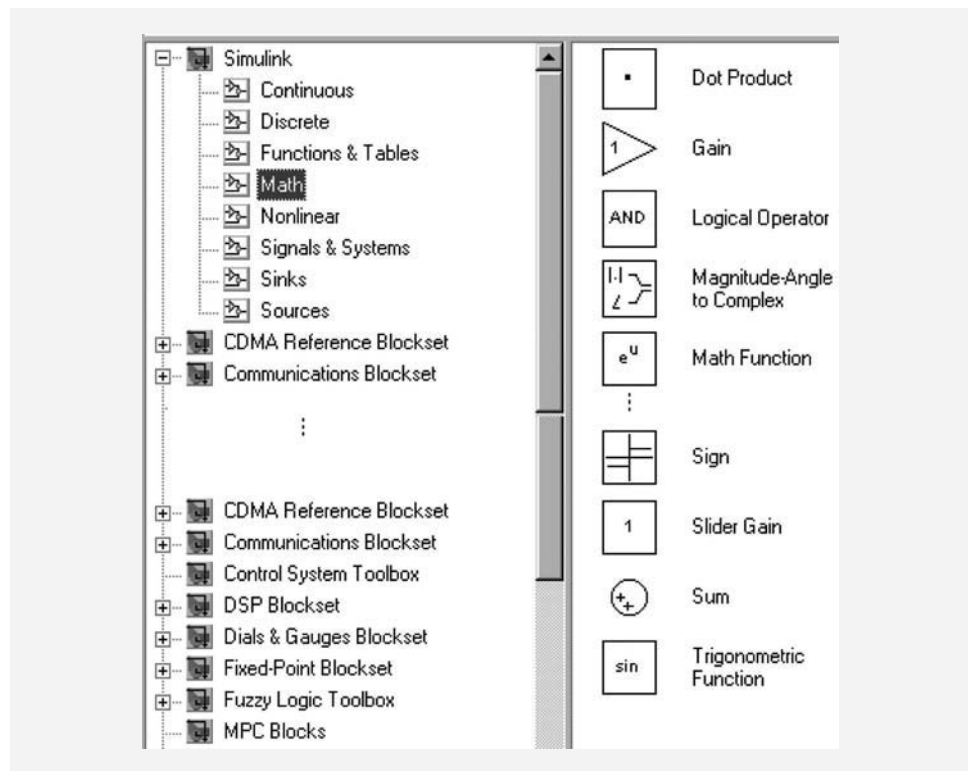 Simulink
Continuous
Discrete
Functions & Tables
Math
Nonlinear
Signals & Systems
Sinks
Sources
CDMA Reference Blockset
Communications Blockset
CDMA Reference Blockset
Communications Blockset
Control System Toolbox
DSP Blockset
Dials & Gauges Blockset
Fixed-Point Blockset
Fuzzy Logic Toolbox
MPC Blocks
Dot Product
1 Gain
AND Logical Operator
|·| Magnitude-Angle
∠ to Complex
eᵘ Math Function
Sign
1 Slider Gain
++ Sum
sin Trigonometric
Function